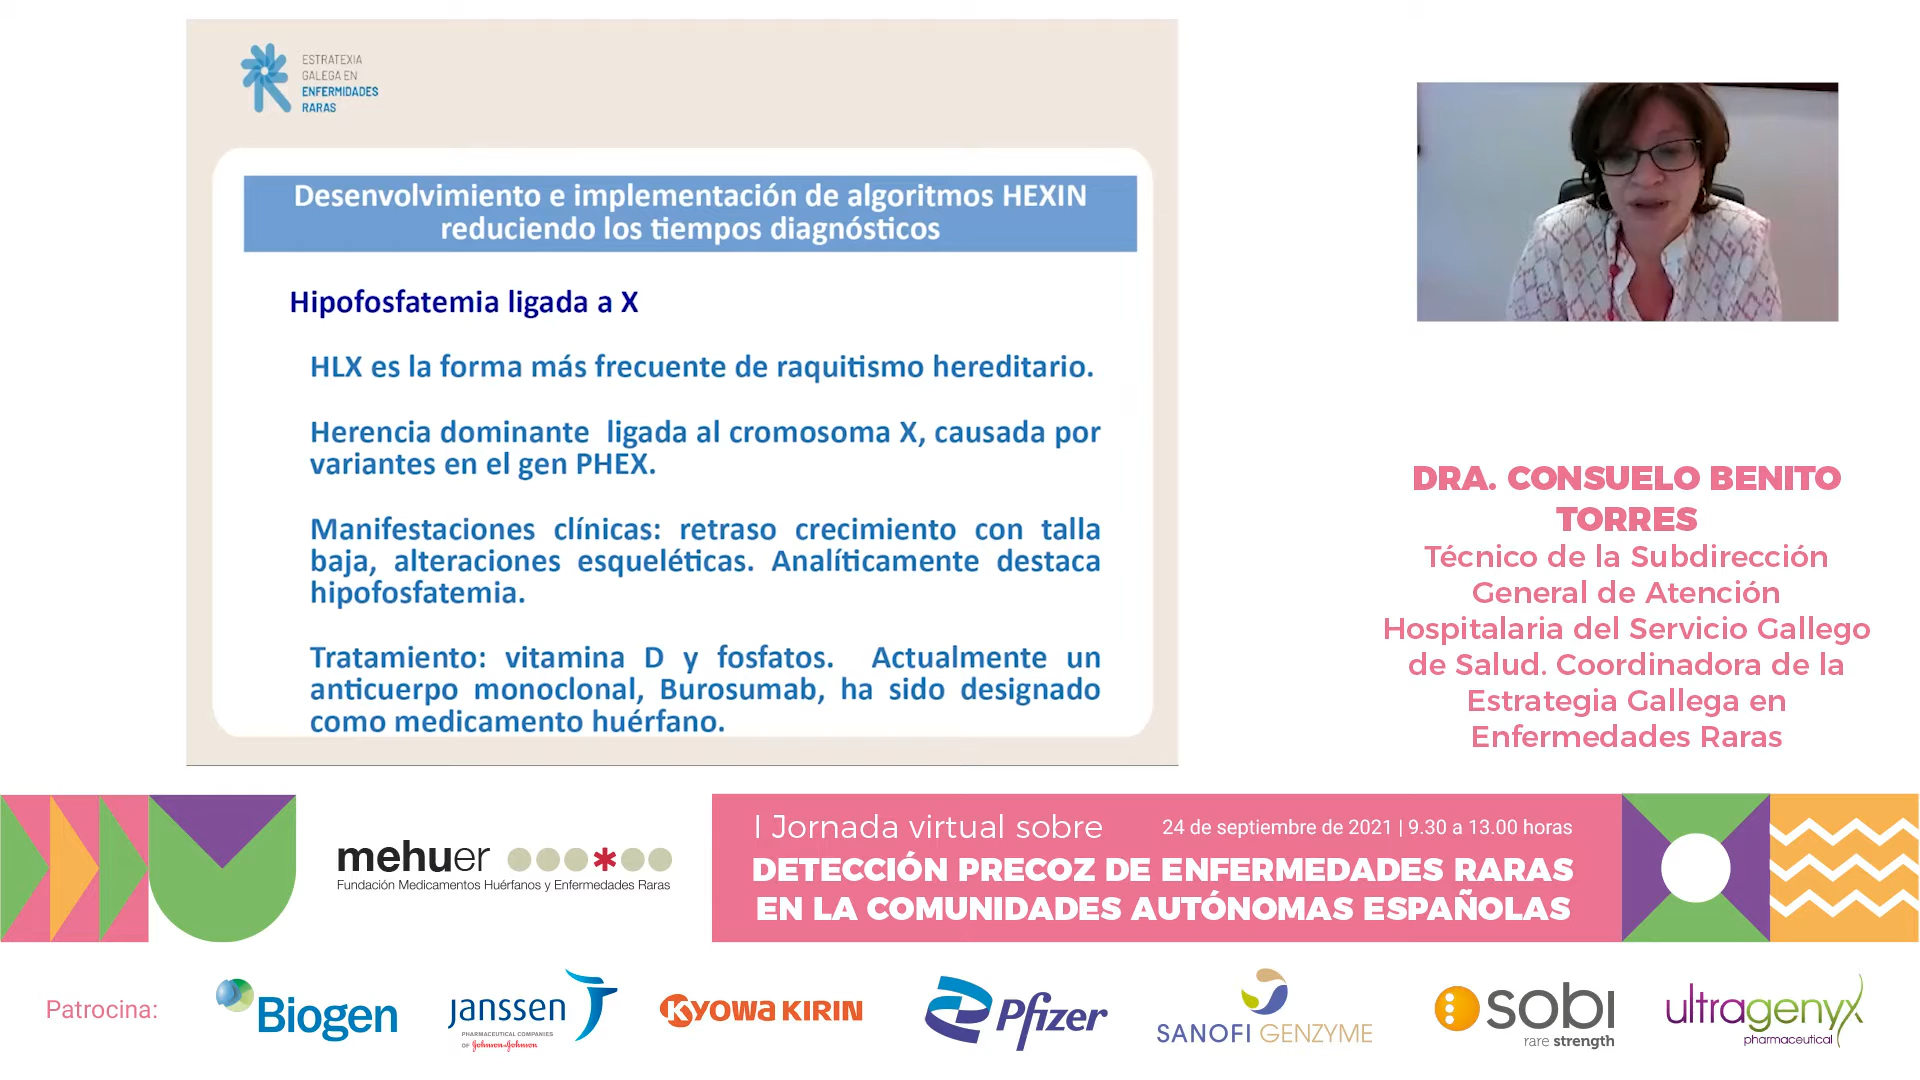 ESTRATEXIA
GALEGA EN
ENFERMIDADES
RARAS
Desenvolvimiento e implementación de algoritmos HEXIN
reduciendo los tiempos diagnósticos
Hipofosfatemia ligada a X
HLX es la forma más frecuente de raquitismo hereditario.
Herencia dominante ligada al cromosoma X, causada por
variantes en el gen PHEX.
Manifestaciones clínicas: retraso crecimiento con talla
baja, alteraciones esqueléticas. Analíticamente destaca
hipofosfatemia.
Tratamiento: vitamina D y fosfatos. Actualmente un
anticuerpo monoclonal, Burosumab, ha sido designado
como medicamento huérfano.
DRA. CONSUELO BENITO
TORRES
Técnico de la Subdirección
General de Atención
Hospitalaria del Servicio Gallego
de Salud. Coordinadora de la
Estrategia Gallega en
Enfermedades Raras
mehuer
Fundación Medicamentos Huérfanos y Enfermedades Raras
I Jornada virtual sobre
24 de septiembre de 2021 | 9.30 a 13.00 horas
DETECCIÓN PRECOZ DE ENFERMEDADES RARAS
EN LA COMUNIDADES AUTÓNOMAS ESPAÑOLAS
Patrocina:
Biogen
janssen
PHARMACEUTICAL COMPANIES
OF Johnson & Johnson
KYOWA KIRIN
Pfizer
SANOFI GENZYME
sobi
rare strength
ultragenyx
pharmaceutical